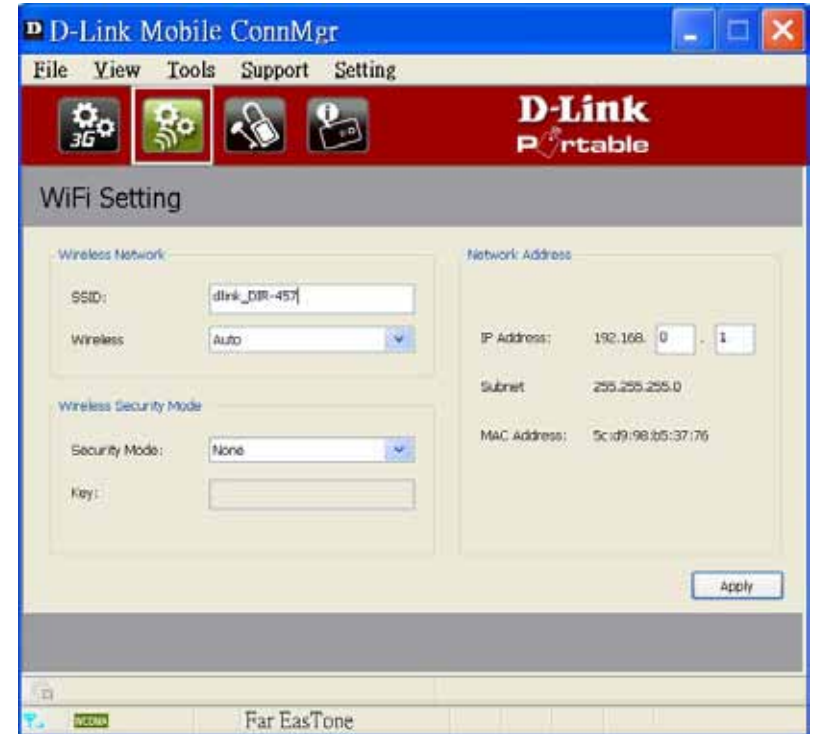 D D-Link Mobile ConnMgr
File View Tools Support Setting
3G
D-Link
Portable
WiFi Setting
Wireless Network
SSID: dlink_DIR-457
Wireless Auto
Wireless Security Mode
Security Mode: None
Key:
Network Address
IP Address: 192.168. 0 . 1
Subnet 255.255.255.0
MAC Address: 5c:d9:98:b5:37:76
Apply
WCDMA Far EasTone